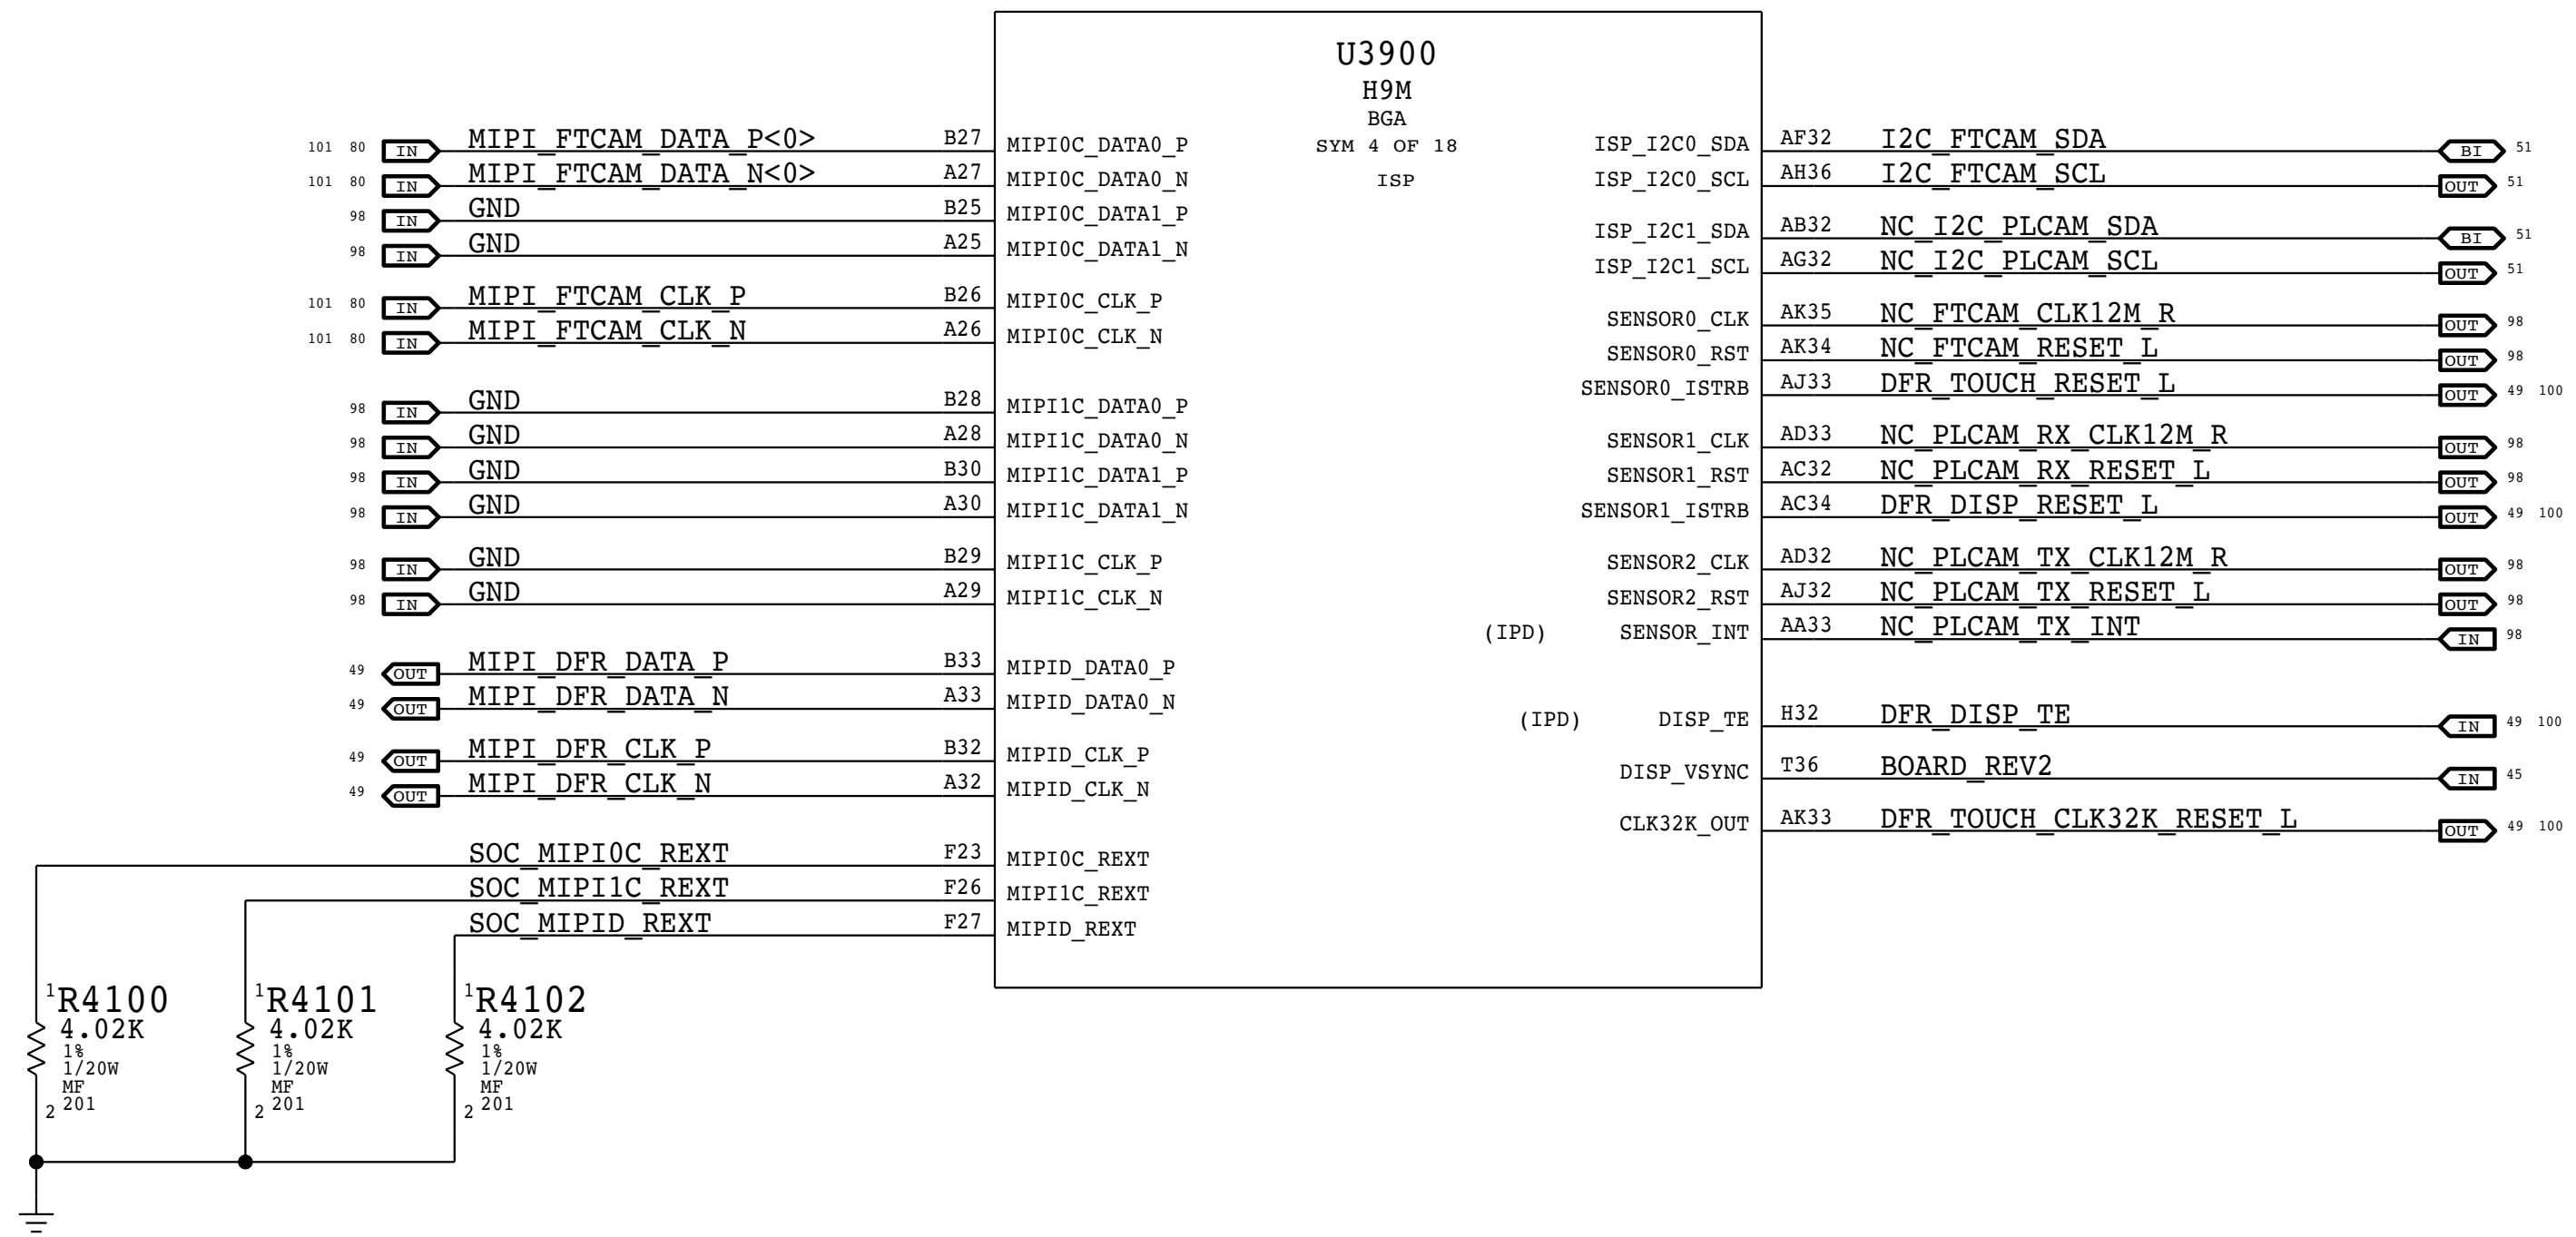 U3900
H9M
BGA
SYM 4 OF 18
ISP
101 80 IN MIPI_FTCAM_DATA_P<0> B27 MIPI0C_DATA0_P
101 80 IN MIPI_FTCAM_DATA_N<0> A27 MIPI0C_DATA0_N
98 IN GND B25 MIPI0C_DATA1_P
98 IN GND A25 MIPI0C_DATA1_N
101 80 IN MIPI_FTCAM_CLK_P B26 MIPI0C_CLK_P
101 80 IN MIPI_FTCAM_CLK_N A26 MIPI0C_CLK_N
98 IN GND B28 MIPI1C_DATA0_P
98 IN GND A28 MIPI1C_DATA0_N
98 IN GND B30 MIPI1C_DATA1_P
98 IN GND A30 MIPI1C_DATA1_N
98 IN GND B29 MIPI1C_CLK_P
98 IN GND A29 MIPI1C_CLK_N
49 OUT MIPI_DFR_DATA_P B33 MIPID_DATA0_P
49 OUT MIPI_DFR_DATA_N A33 MIPID_DATA0_N
49 OUT MIPI_DFR_CLK_P B32 MIPID_CLK_P
49 OUT MIPI_DFR_CLK_N A32 MIPID_CLK_N
SOC_MIPI0C_REXT F23 MIPI0C_REXT
SOC_MIPI1C_REXT F26 MIPI1C_REXT
SOC_MIPID_REXT F27 MIPID_REXT
ISP_I2C0_SDA AF32 I2C_FTCAM_SDA BI 51
ISP_I2C0_SCL AH36 I2C_FTCAM_SCL OUT 51
ISP_I2C1_SDA AB32 NC_I2C_PLCAM_SDA BI 51
ISP_I2C1_SCL AG32 NC_I2C_PLCAM_SCL OUT 51
SENSOR0_CLK AK35 NC_FTCAM_CLK12M_R OUT 98
SENSOR0_RST AK34 NC_FTCAM_RESET_L OUT 98
SENSOR0_ISTRB AJ33 DFR_TOUCH_RESET_L OUT 49 100
SENSOR1_CLK AD33 NC_PLCAM_RX_CLK12M_R OUT 98
SENSOR1_RST AC32 NC_PLCAM_RX_RESET_L OUT 98
SENSOR1_ISTRB AC34 DFR_DISP_RESET_L OUT 49 100
SENSOR2_CLK AD32 NC_PLCAM_TX_CLK12M_R OUT 98
SENSOR2_RST AJ32 NC_PLCAM_TX_RESET_L OUT 98
(IPD) SENSOR_INT AA33 NC_PLCAM_TX_INT IN 98
(IPD) DISP_TE H32 DFR_DISP_TE IN 49 100
DISP_VSYNC T36 BOARD_REV2 IN 45
CLK32K_OUT AK33 DFR_TOUCH_CLK32K_RESET_L OUT 49 100
1 R4100
4.02K
1%
1/20W
MF
2 201
1 R4101
4.02K
1%
1/20W
MF
2 201
1 R4102
4.02K
1%
1/20W
MF
2 201